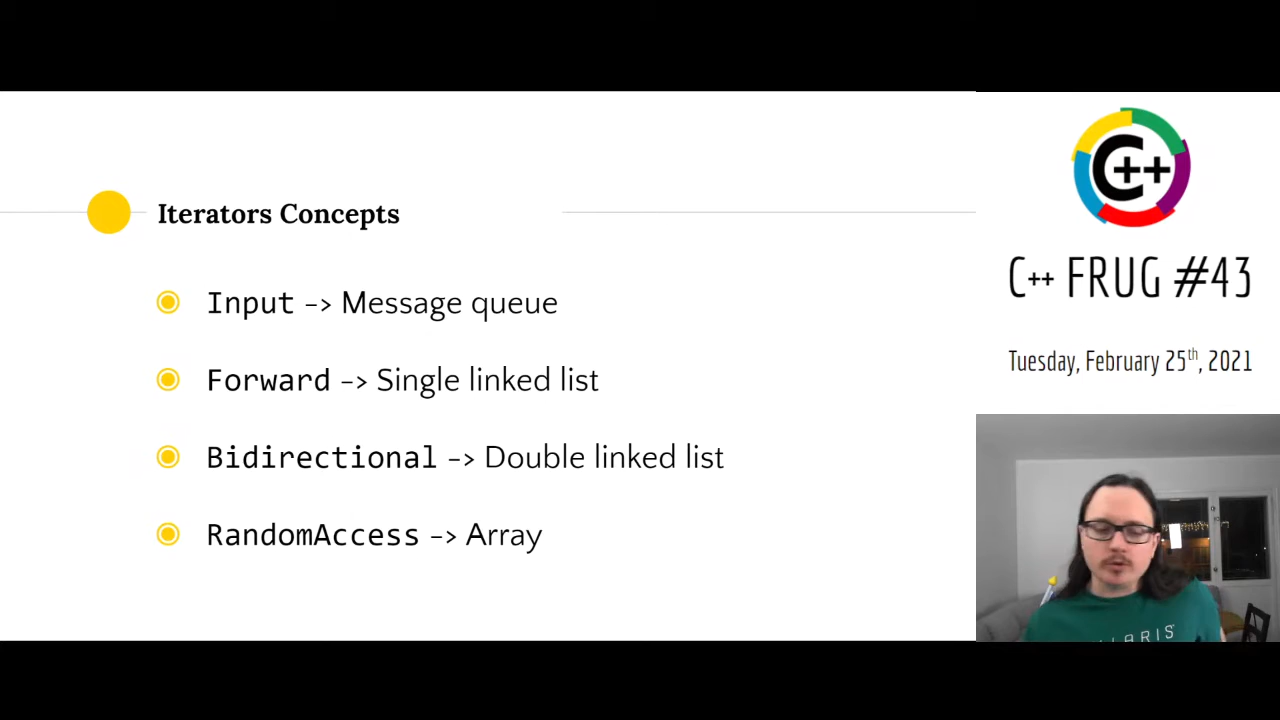 Iterators Concepts
Input -> Message queue
Forward -> Single linked list
Bidirectional -> Double linked list
RandomAccess -> Array
C++
C++ FRUG #43
Tuesday, February 25th, 2021